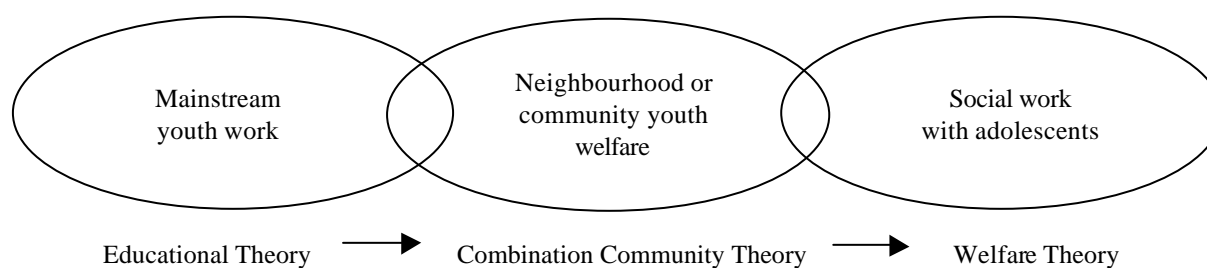 Mainstream
youth work
Neighbourhood or
community youth
welfare
Social work
with adolescents
Educational Theory
Combination Community Theory
Welfare Theory